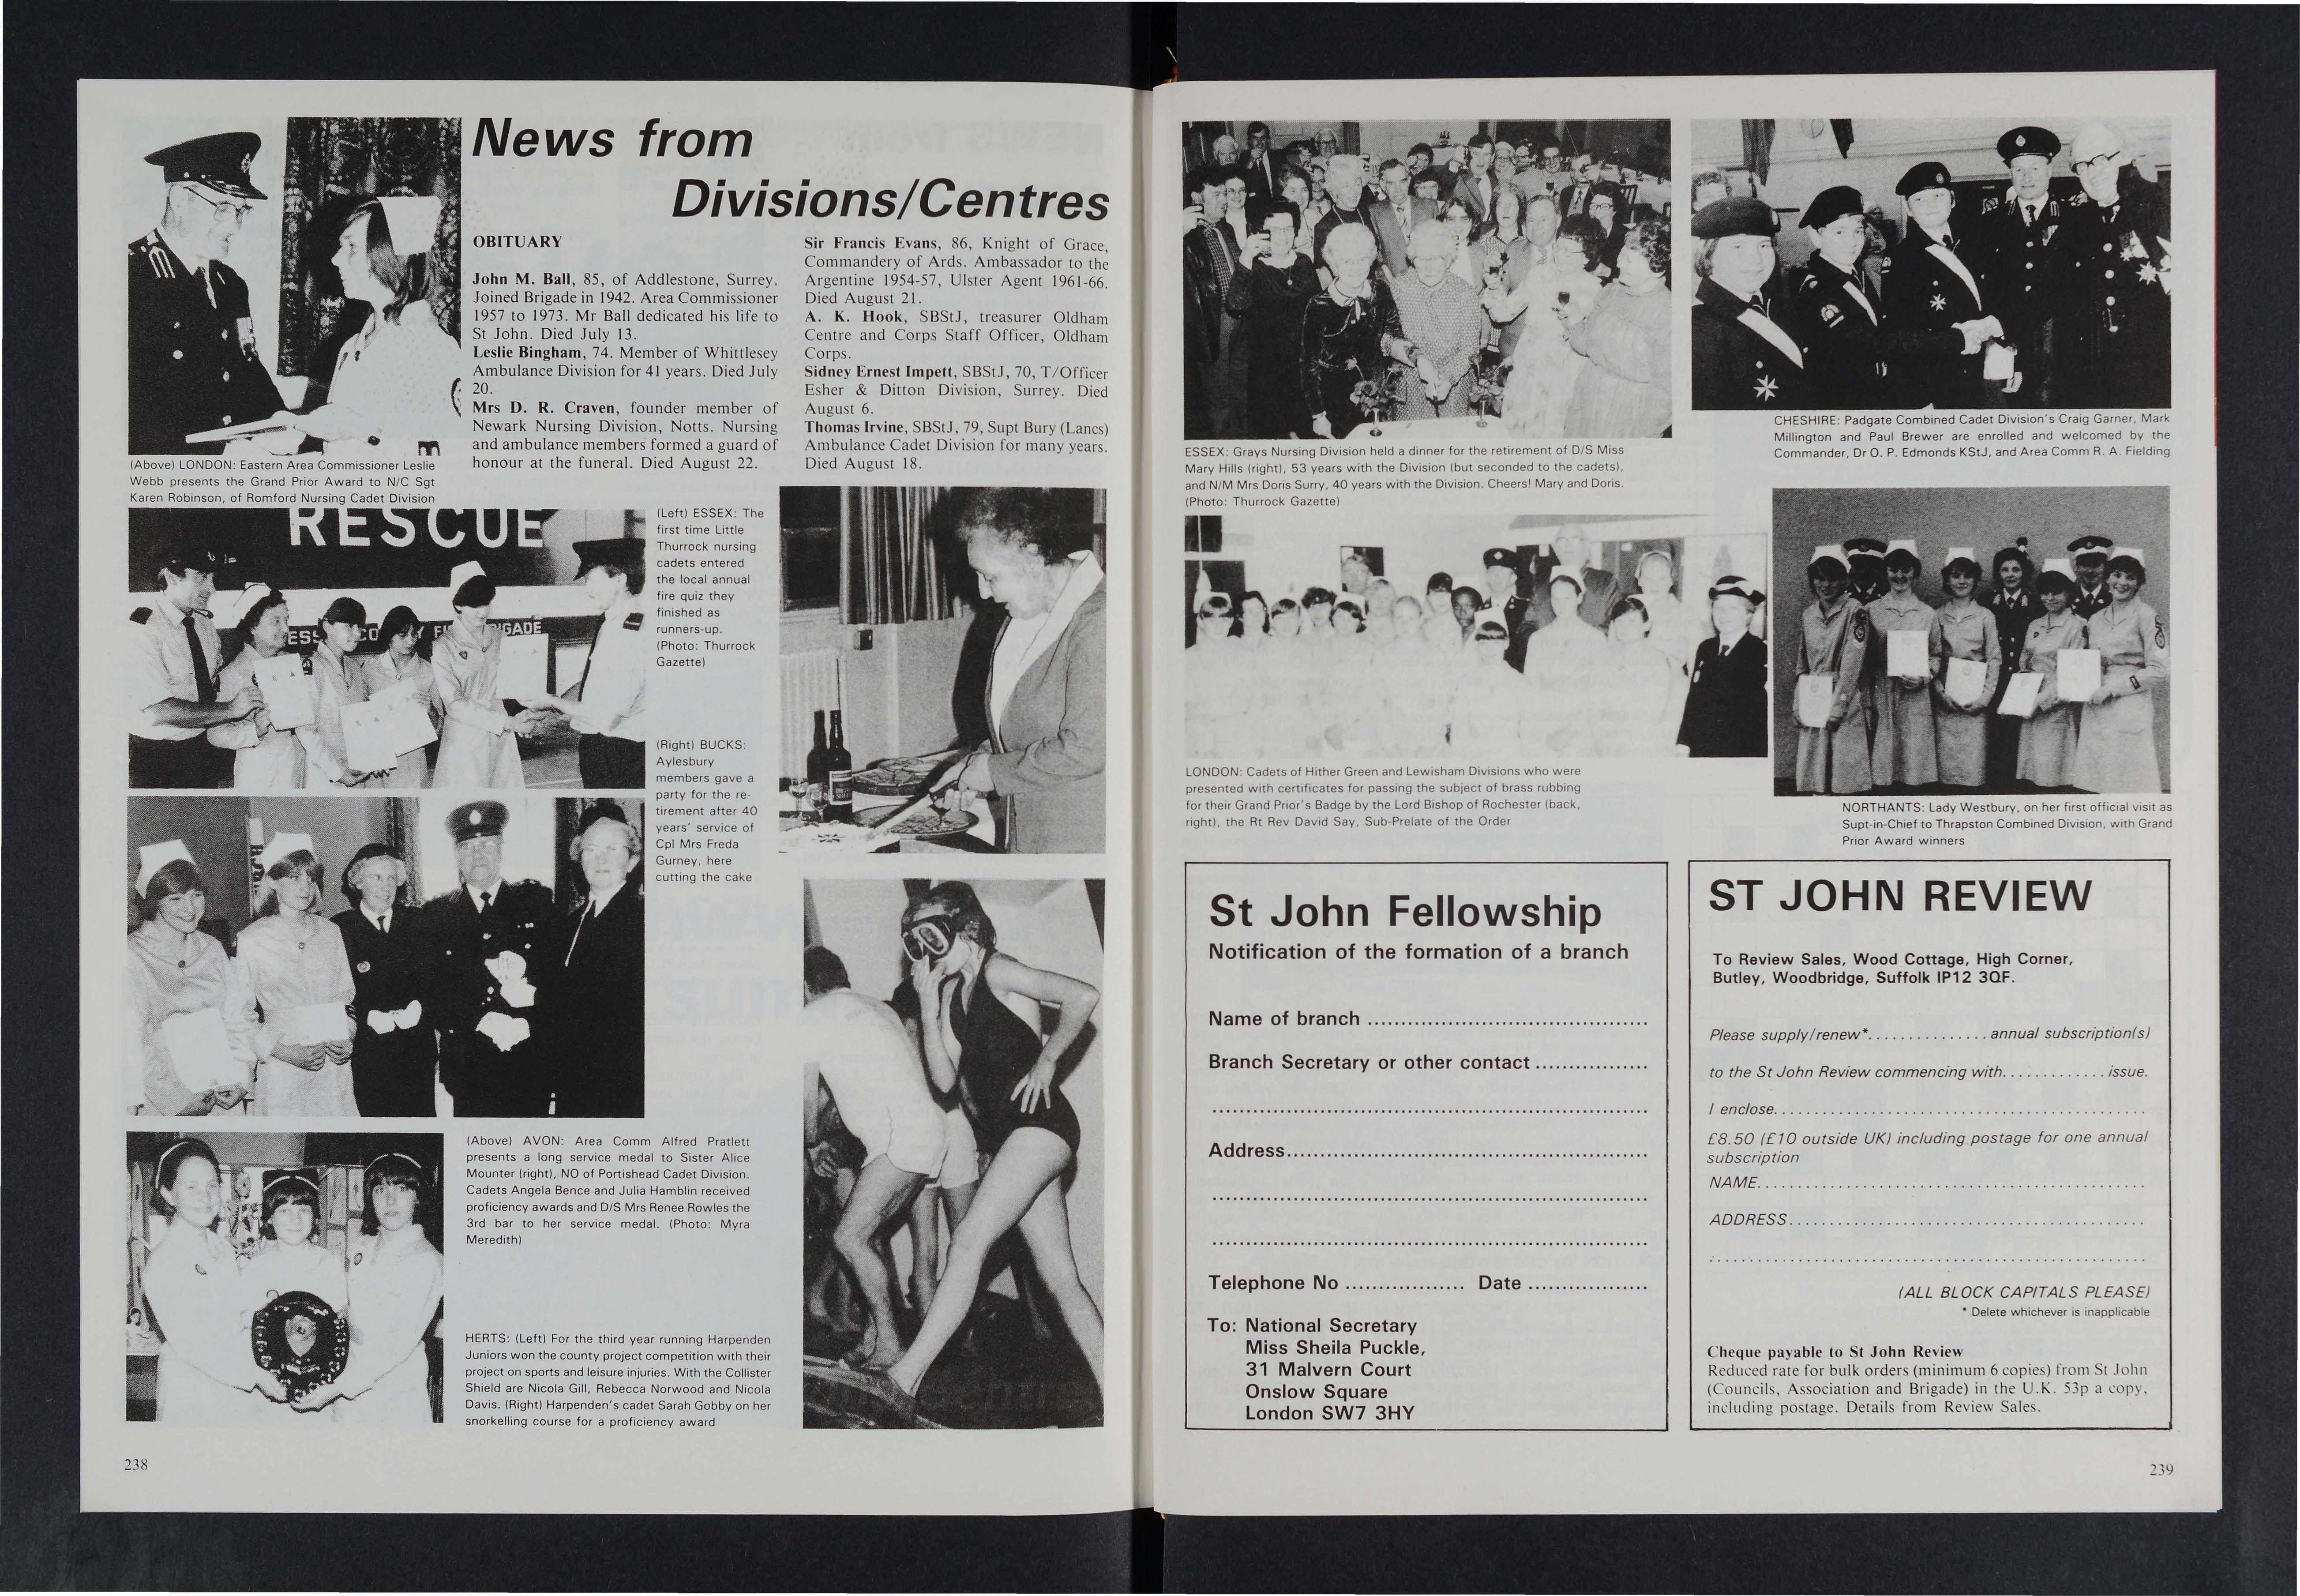 News from
Divisions/Centres
OBITUARY
John M. Ball, 85, of Addlestone, Surrey.
Joined Brigade in 1942. Area Commissioner
1957 to 1973. Mr Ball dedicated his life to
St John. Died July 13.
Leslie Bingham, 74. Member of Whittlesey
Ambulance Division for 41 years. Died July
20.
Mrs D. R. Craven, founder member of
Newark Nursing Division, Notts. Nursing
and ambulance members formed a guard of
honour at the funeral. Died August 22.
Sir Francis Evans, 86, Knight of Grace,
Commandery of Ards. Ambassador to the
Argentine 1954-57, Ulster Agent 1961-66.
Died August 21.
A. K. Hook, SBStJ, treasurer Oldham
Centre and Corps Staff Officer, Oldham
Corps.
Sidney Ernest Impett, SBStJ, 70, T/Officer
Esher & Ditton Division, Surrey. Died
August 6.
Thomas Irvine, SBStJ, 79, Supt Bury (Lancs)
Ambulance Cadet Division for many years.
Died August 18.
(Above) LONDON: Eastern Area Commissioner Leslie
Webb presents the Grand Prior Award to N/C Sgt
Karen Robinson, of Romford Nursing Cadet Division
RESCUE
(Left) ESSEX: The
first time Little
Thurrock nursing
cadets entered
the local annual
fire quiz they
finished as
runners-up.
(Photo: Thurrock
Gazette)
(Right) BUCKS:
Aylesbury
members gave a
party for the re-
tirement after 40
years' service of
Cpl Mrs Freda
Gurney, here
cutting the cake
(Above) AVON: Area Comm Alfred Pratlett
presents a long service medal to Sister Alice
Mounter (right), NO of Portishead Cadet Division.
Cadets Angela Bence and Julia Hamblin received
proficiency awards and D/S Mrs Renee Rowles the
3rd bar to her service medal. (Photo: Myra
Meredith)
HERTS: (Left) For the third year running Harpenden
Juniors won the county project competition with their
project on sports and leisure injuries. With the Collister
Shield are Nicola Gill, Rebecca Norwood and Nicola
Davis. (Right) Harpenden's cadet Sarah Gobby on her
snorkelling course for a proficiency award
238
ESSEX: Grays Nursing Division held a dinner for the retirement of D/S Miss
Mary Hills (right), 53 years with the Division (but seconded to the cadets),
and N/M Mrs Doris Surry, 40 years with the Division. Cheers! Mary and Doris.
(Photo: Thurrock Gazette)
CHESHIRE: Padgate Combined Cadet Division's Craig Garner, Mark
Millington and Paul Brewer are enrolled and welcomed by the
Commander, Dr O. P. Edmonds KStJ, and Area Comm R. A. Fielding
LONDON: Cadets of Hither Green and Lewisham Divisions who were
presented with certificates for passing the subject of brass rubbing
for their Grand Prior's Badge by the Lord Bishop of Rochester (back,
right), the Rt Rev David Say, Sub-Prelate of the Order
NORTHANTS: Lady Westbury, on her first official visit as
Supt-in-Chief to Thrapston Combined Division, with Grand
Prior Award winners
St John Fellowship
Notification of the formation of a branch
Name of branch ..........................................
Branch Secretary or other contact .................
.................................................................
Address......................................................
.................................................................
.................................................................
Telephone No .................. Date ..................
To: National Secretary
Miss Sheila Puckle,
31 Malvern Court
Onslow Square
London SW7 3HY
ST JOHN REVIEW
To Review Sales, Wood Cottage, High Corner,
Butley, Woodbridge, Suffolk IP12 3QF.
Please supply/renew*............... annual subscription(s)
to the St John Review commencing with............. issue.
I enclose..............................................
£8.50 (£10 outside UK) including postage for one annual
subscription
NAME................................................
ADDRESS............................................
......................................................
(ALL BLOCK CAPITALS PLEASE)
* Delete whichever is inapplicable
Cheque payable to St John Review
Reduced rate for bulk orders (minimum 6 copies) from St John
(Councils, Association and Brigade) in the U.K. 53p a copy,
including postage. Details from Review Sales.
239